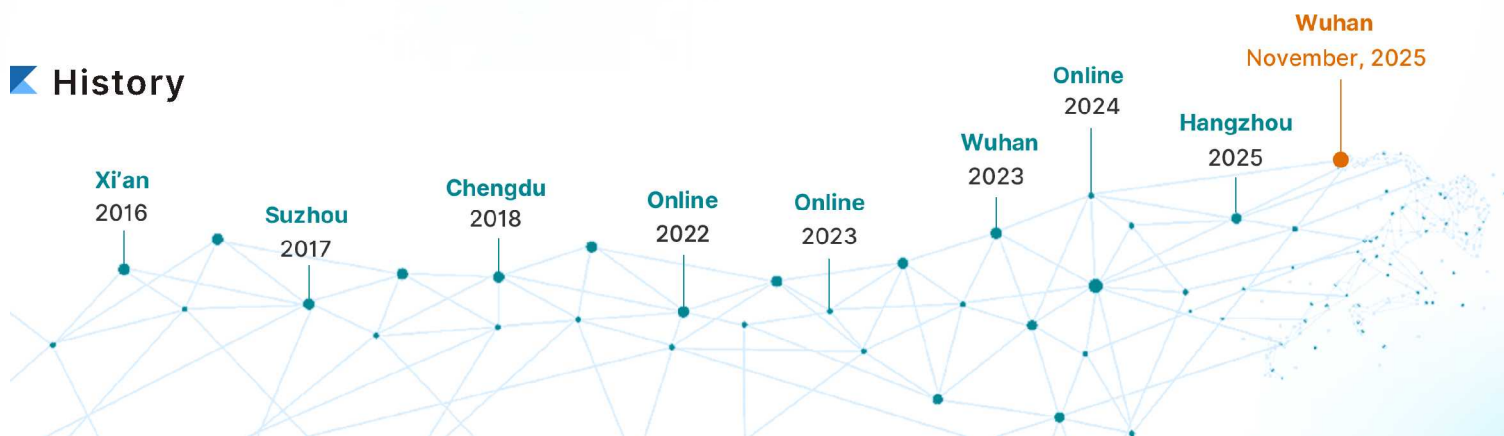 History
Xi’an
2016
Suzhou
2017
Chengdu
2018
Online
2022
Online
2023
Wuhan
2023
Online
2024
Hangzhou
2025
Wuhan
November, 2025